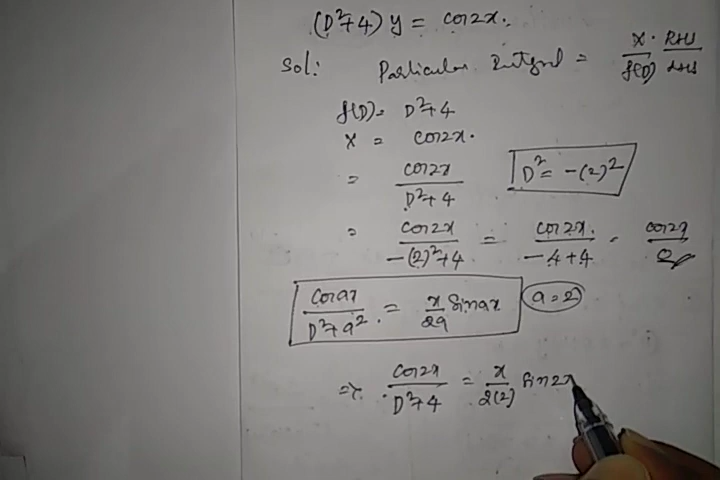 (D²+4) y = cos2x.
Sol: Particular Integral = X/f(D) . RHS/LHS
f(D) = D²+4
X = cos2x.
= cos2x/D²+4 D² = -(2)²
= cos2x/-(2)²+4 = cos2x./-4+4 = cos2x/0
cosax/D²+a². = x/2a sinax a=2
⇒ cos2x/D²+4 = x/2(2) sin2x